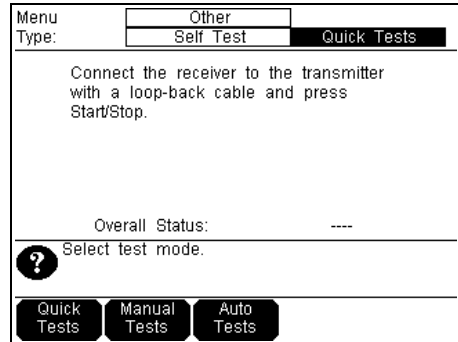 Menu Other
Type: Self Test Quick Tests
Connect the receiver to the transmitter
with a loop-back cable and press
Start/Stop.
Overall Status: ----
? Select test mode.
Quick Manual Auto
Tests Tests Tests